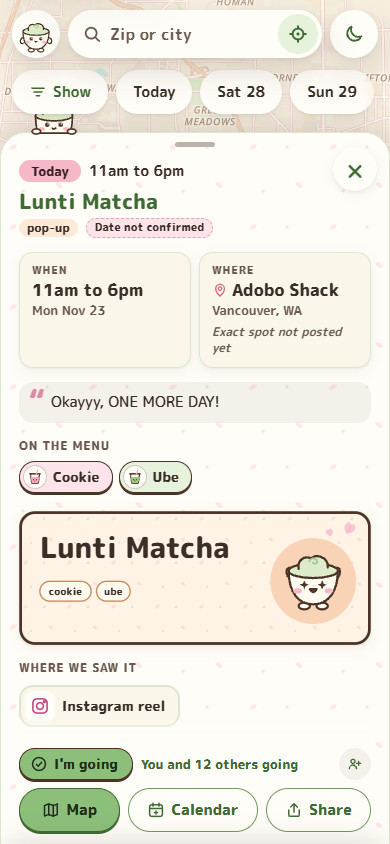 HUMAN
Zip or city
Show
Today
Sat 28
Sun 29
MEADOWS
Today 11am to 6pm
Lunti Matcha
pop-up Date not confirmed
WHEN
11am to 6pm
Mon Nov 23
WHERE
Adobo Shack
Vancouver, WA
Exact spot not posted
yet
Okayyy, ONE MORE DAY!
ON THE MENU
Cookie
Ube
Lunti Matcha
cookie ube
WHERE WE SAW IT
Instagram reel
I'm going
You and 12 others going
Map
Calendar
Share